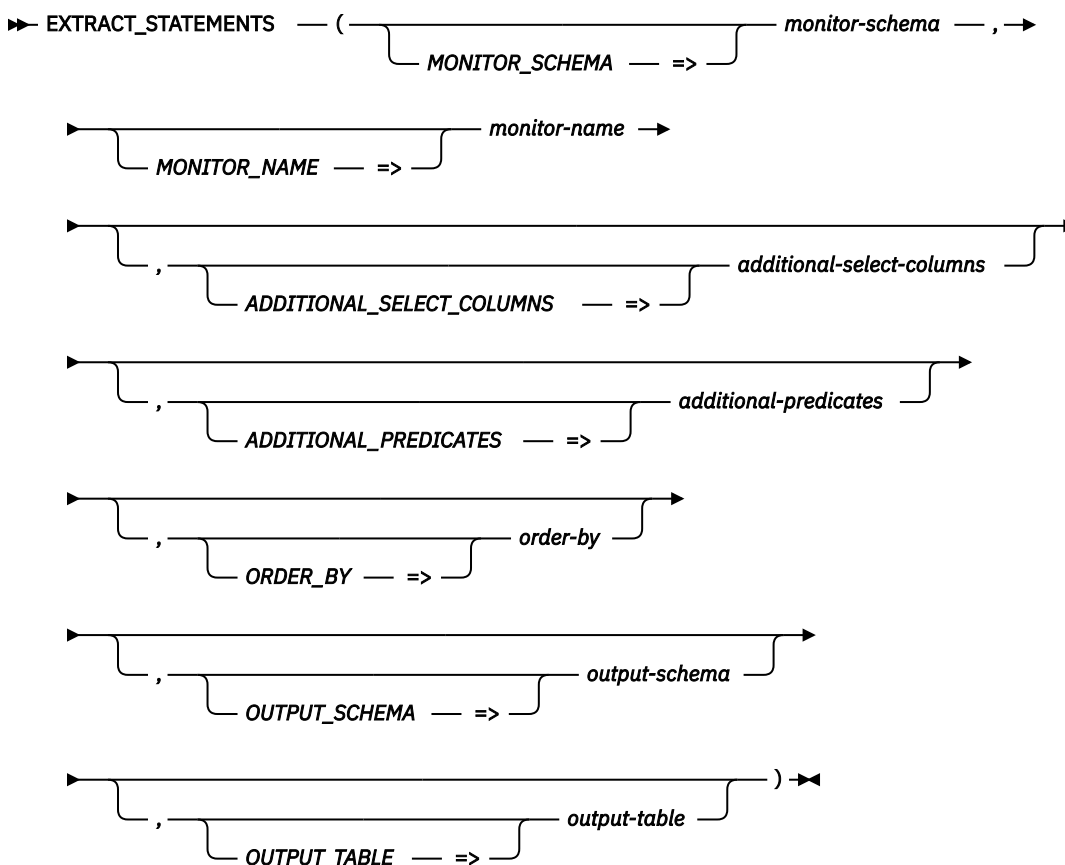 EXTRACT_STATEMENTS ( monitor-schema ,
MONITOR_SCHEMA =>
monitor-name
MONITOR_NAME =>
, additional-select-columns
ADDITIONAL_SELECT_COLUMNS =>
, additional-predicates
ADDITIONAL_PREDICATES =>
, order-by
ORDER_BY =>
, output-schema
OUTPUT_SCHEMA =>
)
, output-table
OUTPUT_TABLE =>